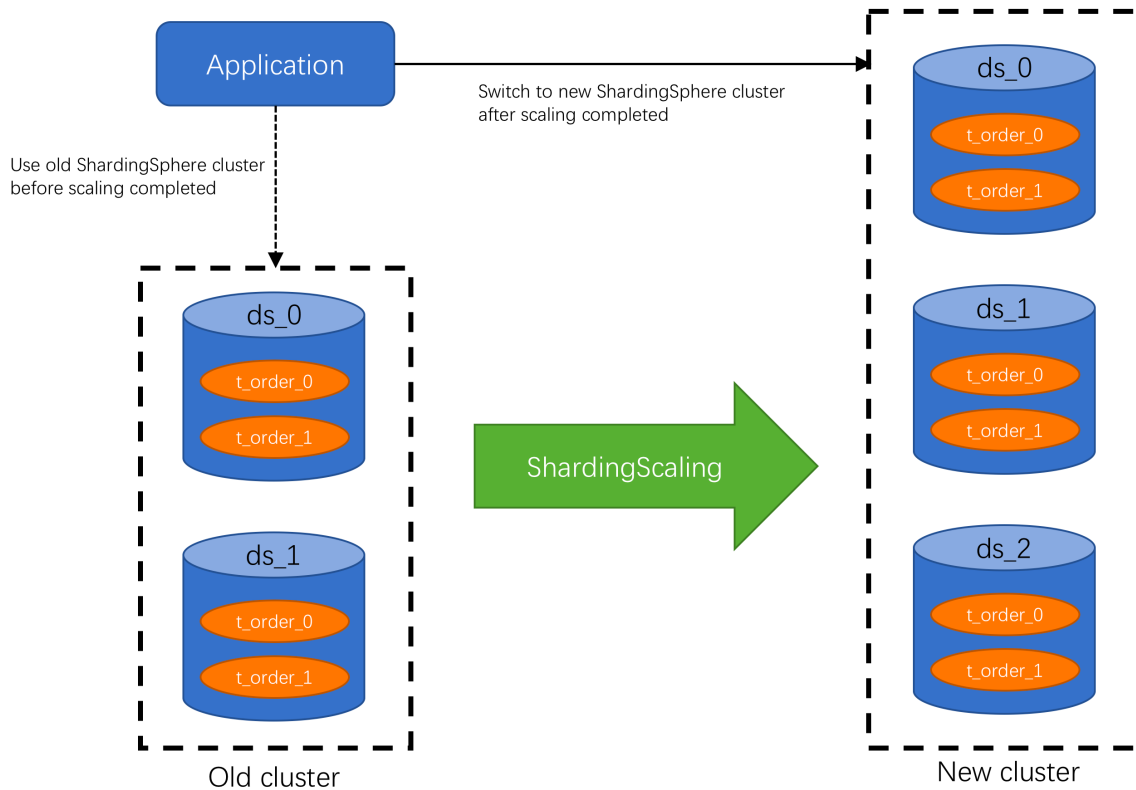 Application
Switch to new ShardingSphere cluster
after scaling completed
Use old ShardingSphere cluster
before scaling completed
ds_0
t_order_0
t_order_1
ds_1
t_order_0
t_order_1
Old cluster
ShardingScaling
ds_0
t_order_0
t_order_1
ds_1
t_order_0
t_order_1
ds_2
t_order_0
t_order_1
New cluster